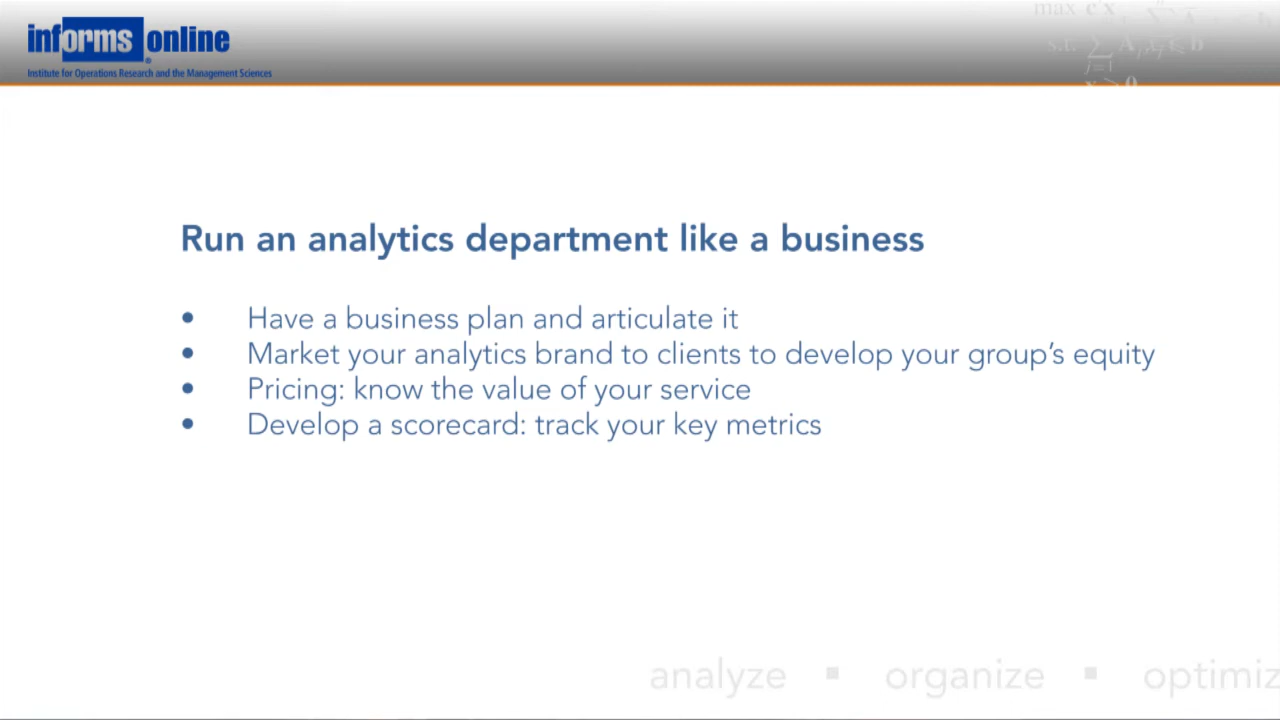 informs online
®
Institute for Operations Research and the Management Sciences
max c'x
Run an analytics department like a business
• Have a business plan and articulate it
• Market your analytics brand to clients to develop your group's equity
• Pricing: know the value of your service
• Develop a scorecard: track your key metrics
analyze ▪ organize ▪ optimiz